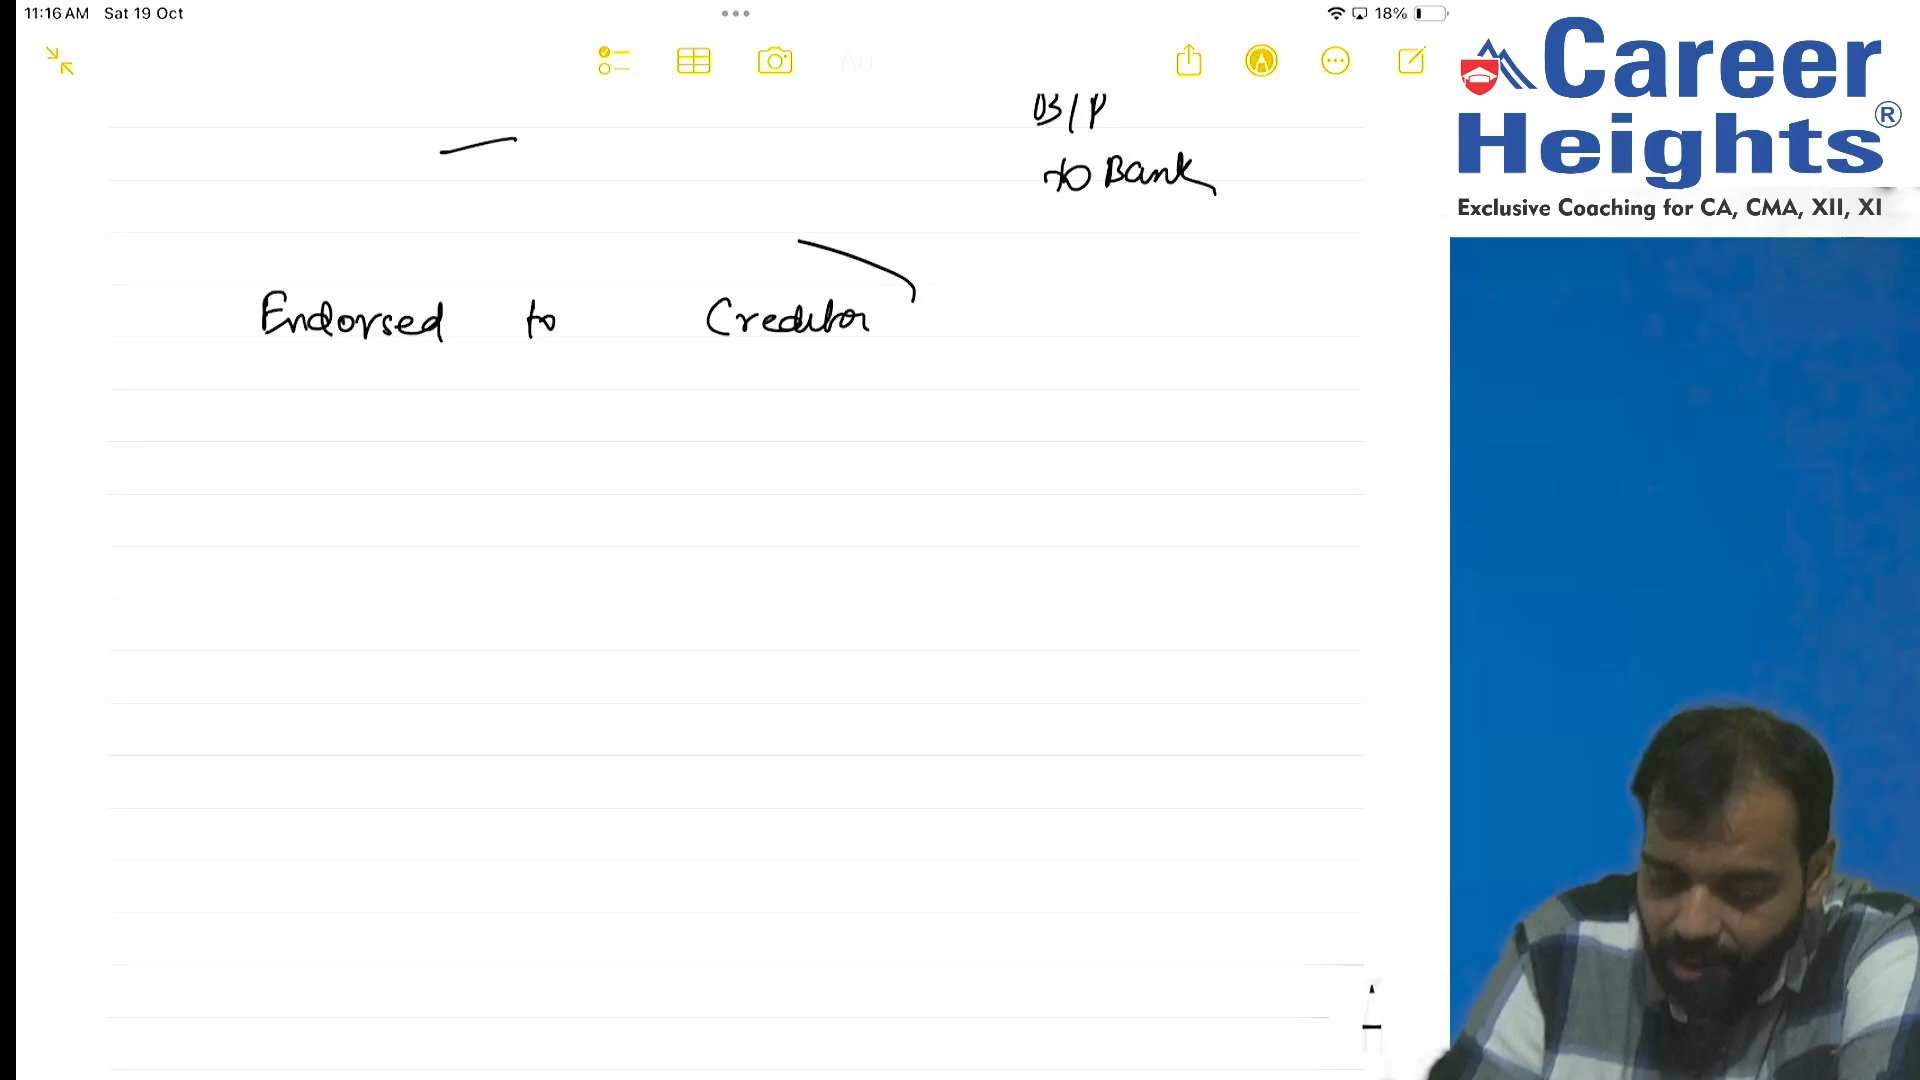 11:16 AM Sat 19 Oct
18%
Career
Heights®
Exclusive Coaching for CA, CMA, XII, XI
B/P
to Bank
Endorsed to Creditor